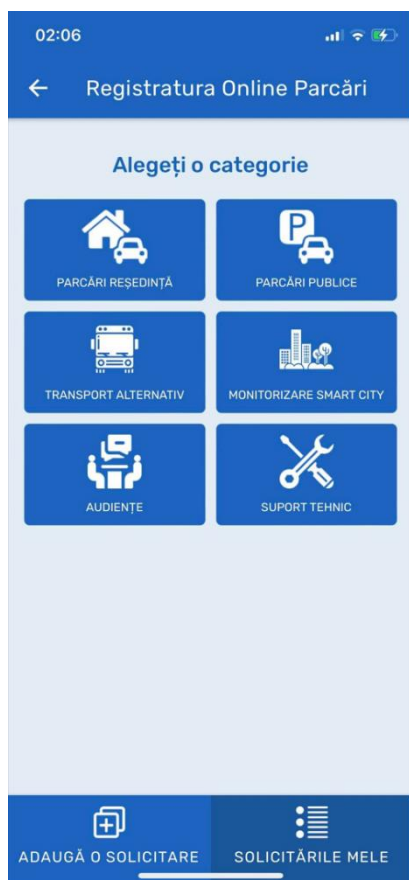 02:06
Registratura Online Parcări
Alegeți o categorie
PARCĂRI REȘEDINȚĂ
PARCĂRI PUBLICE
TRANSPORT ALTERNATIV
MONITORIZARE SMART CITY
AUDIENȚE
SUPORT TEHNIC
ADAUGĂ O SOLICITARE
SOLICITĂRILE MELE